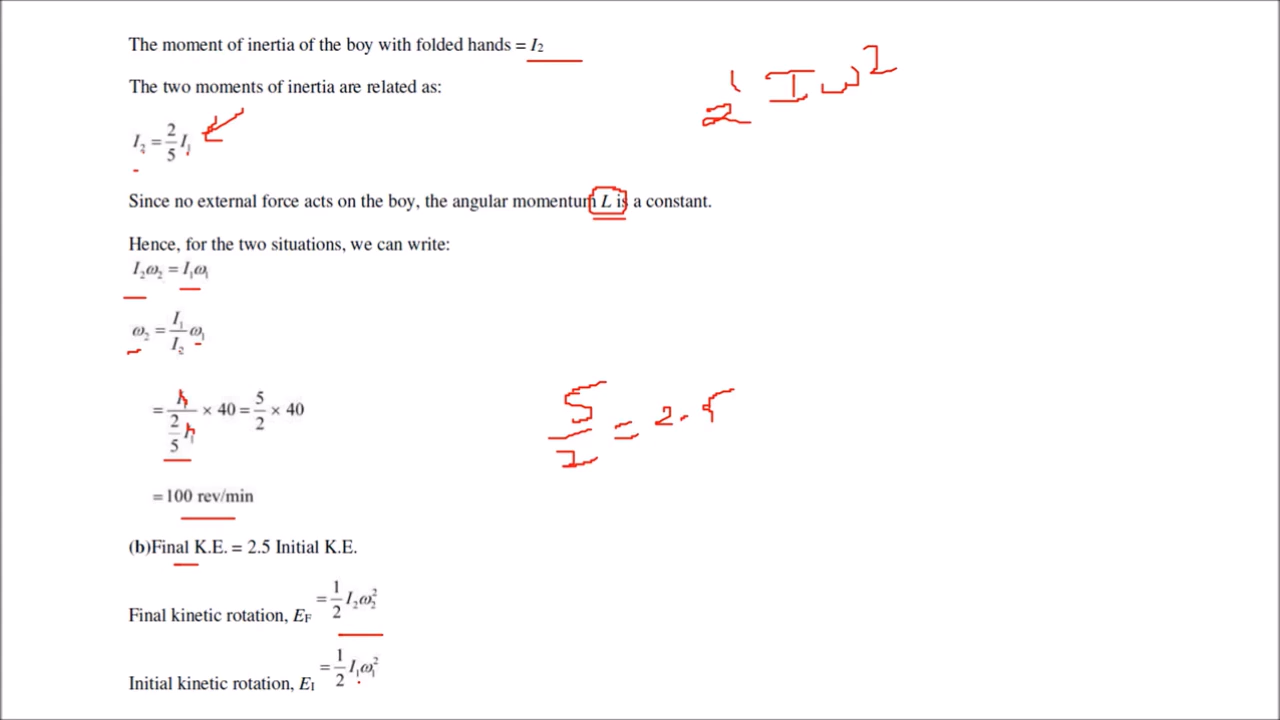 The moment of inertia of the boy with folded hands = I₂
1/2 I ω²
The two moments of inertia are related as:
I₂ = 2/5 I₁
Since no external force acts on the boy, the angular momentum L is a constant.
Hence, for the two situations, we can write:
I₂ω₂ = I₁ω₁
ω₂ = I₁/I₂ ω₁
= I₁/(2/5 I₁) × 40 = 5/2 × 40
5/2 = 2.5
= 100 rev/min
(b)Final K.E. = 2.5 Initial K.E.
Final kinetic rotation, E_F = 1/2 I₂ω₂²
Initial kinetic rotation, E_I = 1/2 I₁ω₁²